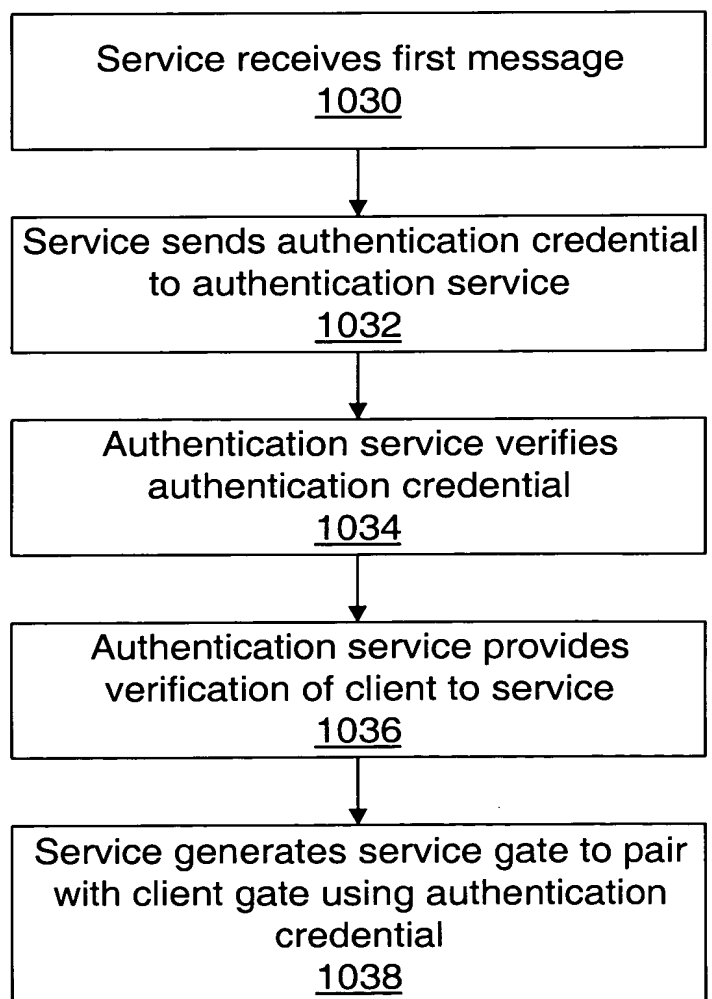 Service receives first message
1030
Service sends authentication credential
to authentication service
1032
Authentication service verifies
authentication credential
1034
Authentication service provides
verification of client to service
1036
Service generates service gate to pair
with client gate using authentication
credential
1038